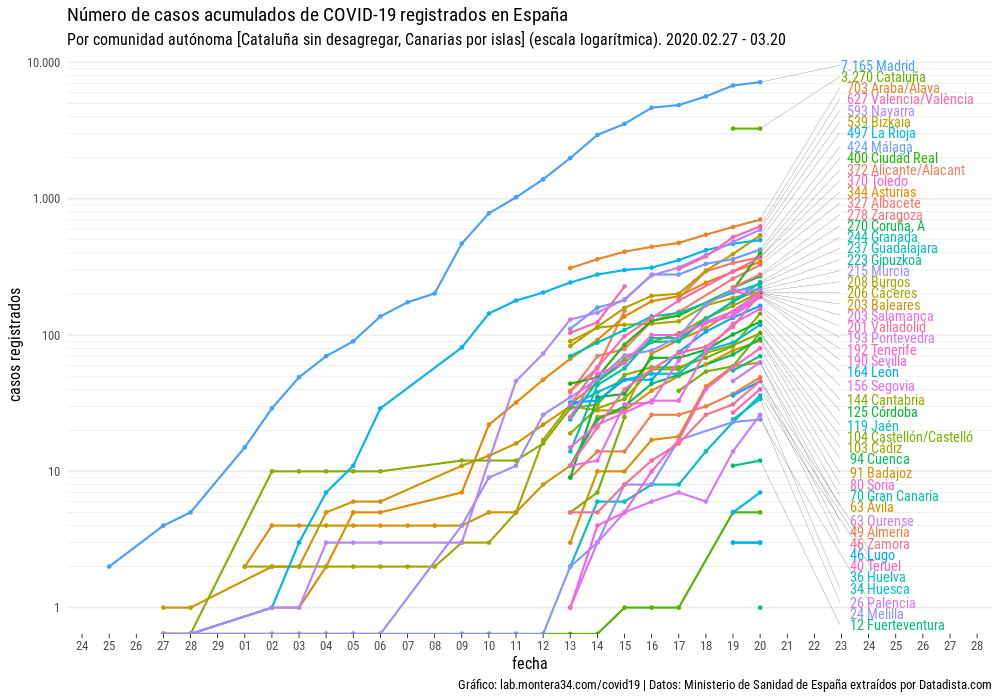 Número de casos acumulados de COVID-19 registrados en España
Por comunidad autónoma [Cataluña sin desagregar, Canarias por islas] (escala logarítmica). 2020.02.27 - 03.20
10.000
1.000
100
10
1
casos registrados
7.165 Madrid
3.270 Cataluña
703 Araba/Álava
627 Valencia/València
593 Navarra
539 Bizkaia
497 La Rioja
424 Málaga
400 Ciudad Real
372 Alicante/Alacant
370 Toledo
344 Asturias
327 Albacete
278 Zaragoza
270 Coruña, A
244 Granada
237 Guadalajara
223 Gipuzkoa
215 Murcia
208 Burgos
206 Cáceres
203 Baleares
203 Salamanca
201 Valladolid
193 Pontevedra
192 Tenerife
190 Sevilla
164 León
156 Segovia
144 Cantabria
125 Córdoba
119 Jaén
104 Castellón/Castelló
103 Cádiz
94 Cuenca
91 Badajoz
80 Soria
70 Gran Canaria
63 Ávila
63 Ourense
49 Almería
46 Zamora
46 Lugo
40 Teruel
36 Huelva
34 Huesca
26 Palencia
24 Melilla
12 Fuerteventura
24 25 26 27 28 29 01 02 03 04 05 06 07 08 09 10 11 12 13 14 15 16 17 18 19 20 21 22 23 24 25 26 27 28
fecha
Gráfico: lab.montera34.com/covid19 | Datos: Ministerio de Sanidad de España extraídos por Datadista.com